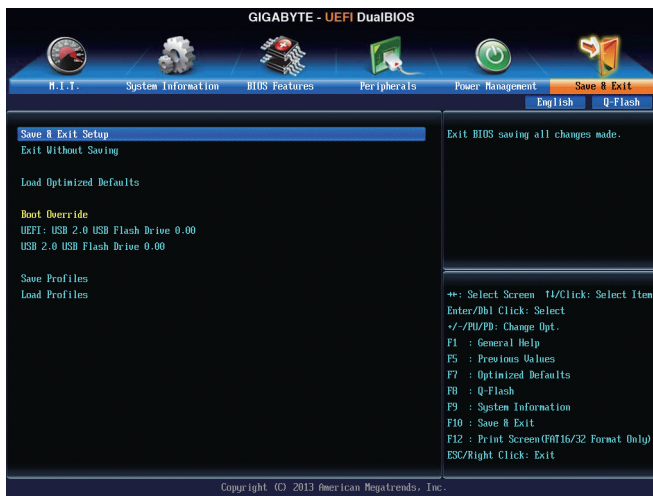 GIGABYTE - UEFI DualBIOS
M.I.T. System Information BIOS Features Peripherals Power Management Save & Exit
English Q-Flash
Save & Exit Setup
Exit Without Saving
Load Optimized Defaults
Boot Override
UEFI: USB 2.0 USB Flash Drive 0.00
USB 2.0 USB Flash Drive 0.00
Save Profiles
Load Profiles
Exit BIOS saving all changes made.
→←: Select Screen ↑↓/Click: Select Item
Enter/Dbl Click: Select
+/-/PU/PD: Change Opt.
F1 : General Help
F5 : Previous Values
F7 : Optimized Defaults
F8 : Q-Flash
F9 : System Information
F10 : Save & Exit
F12 : Print Screen(FAT16/32 Format Only)
ESC/Right Click: Exit
Copyright (C) 2013 American Megatrends, Inc.